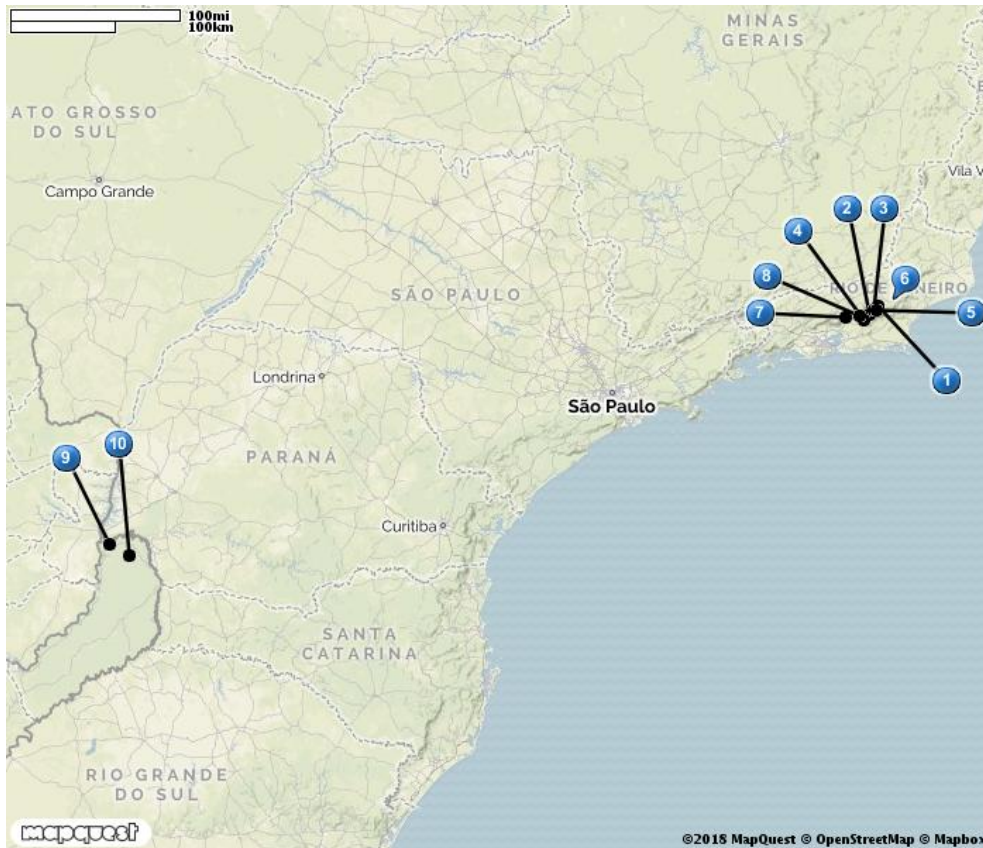 100mi
100km
MINAS
GERAIS
ATO GROSSO
DO SUL
Campo Grande
Vila V
2
3
4
8
6
RIO DE
NEIRO
7
5
SÃO PAULO
1
Londrina
São Paulo
9
10
PARANÁ
Curitiba
SANTA
CATARINA
RIO GRANDE
DO SUL
mapquest
©2018 MapQuest © OpenStreetMap © Mapbox